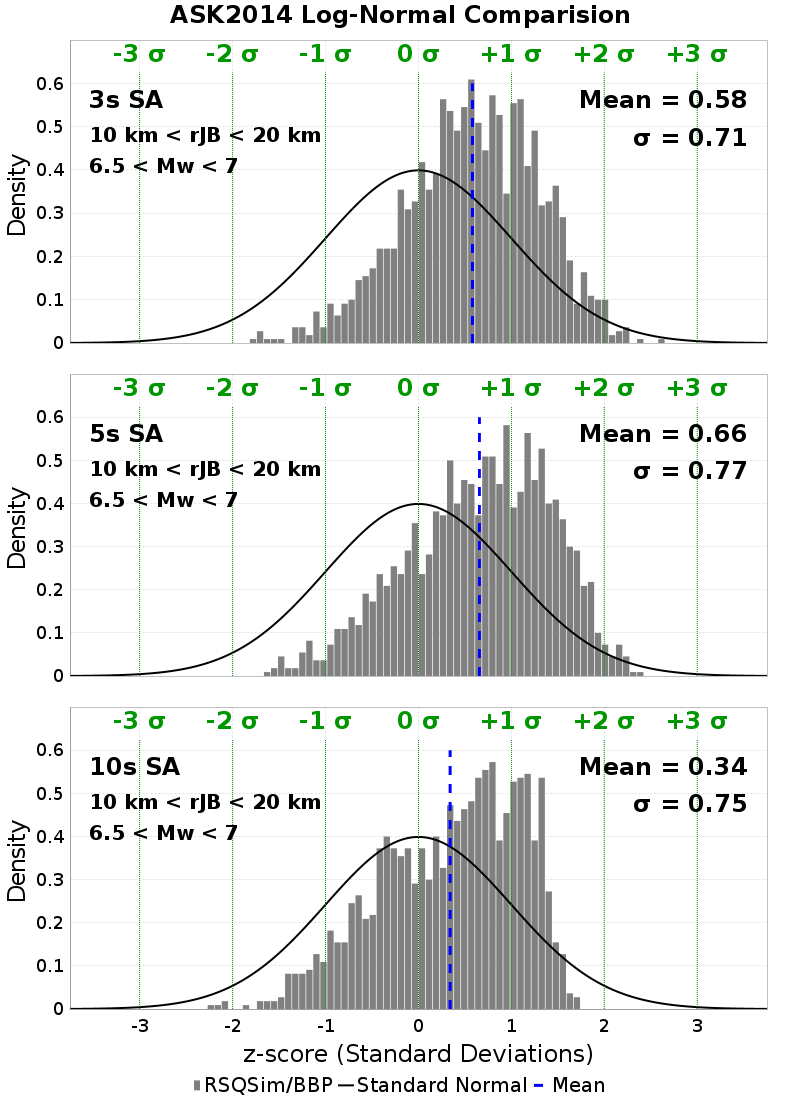 ASK2014 Log-Normal Comparision
-3 σ -2 σ -1 σ 0 σ +1 σ +2 σ +3 σ
3s SA
10 km < rJB < 20 km
6.5 < Mw < 7
Mean = 0.58
σ = 0.71
Density
0.6
0.5
0.4
0.3
0.2
0.1
0
-3 σ -2 σ -1 σ 0 σ +1 σ +2 σ +3 σ
5s SA
10 km < rJB < 20 km
6.5 < Mw < 7
Mean = 0.66
σ = 0.77
Density
0.6
0.5
0.4
0.3
0.2
0.1
0
-3 σ -2 σ -1 σ 0 σ +1 σ +2 σ +3 σ
10s SA
10 km < rJB < 20 km
6.5 < Mw < 7
Mean = 0.34
σ = 0.75
Density
0.6
0.5
0.4
0.3
0.2
0.1
0
-3 -2 -1 0 1 2 3
z-score (Standard Deviations)
RSQSim/BBP Standard Normal Mean